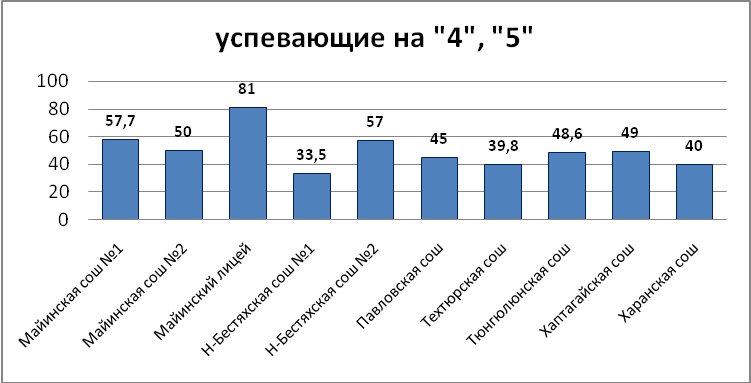 успевающие на "4", "5"
100
80
60
40
20
0
57,7
50
81
33,5
57
45
39,8
48,6
49
40
Майинская сош №1
Майинская сош №2
Майинский лицей
Н-Бестяхская сош №1
Н-Бестяхская сош №2
Павловская сош
Техтюрская сош
Тюнгюлюнская сош
Хаптагайская сош
Харанская сош